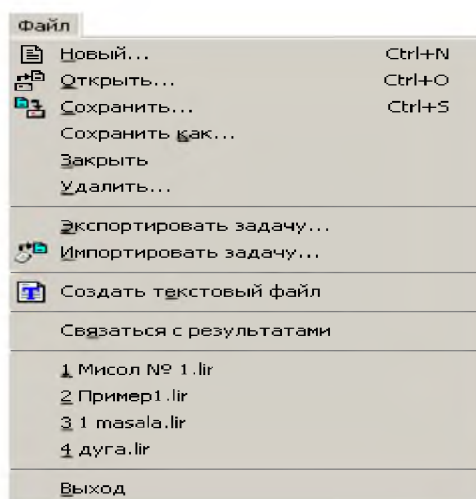 Файл
Новый... Ctrl+N
Открыть... Ctrl+O
Сохранить... Ctrl+S
Сохранить как...
Закрыть
Удалить...
Экспортировать задачу...
Импортировать задачу...
Создать текстовый файл
Связаться с результатами
1 Мисол № 1.lir
2 Пример1.lir
3 1 masala.lir
4 дуга.lir
Выход